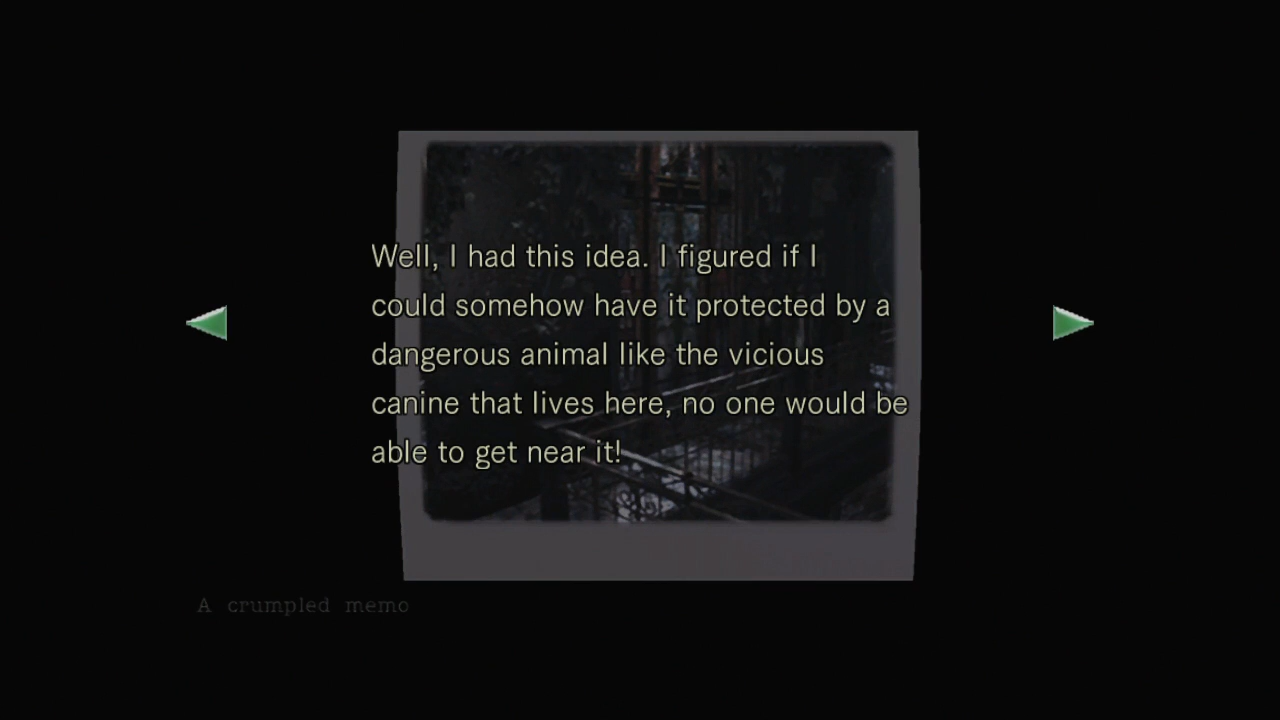 Well, I had this idea. I figured if I
could somehow have it protected by a
dangerous animal like the vicious
canine that lives here, no one would be
able to get near it!
A crumpled memo